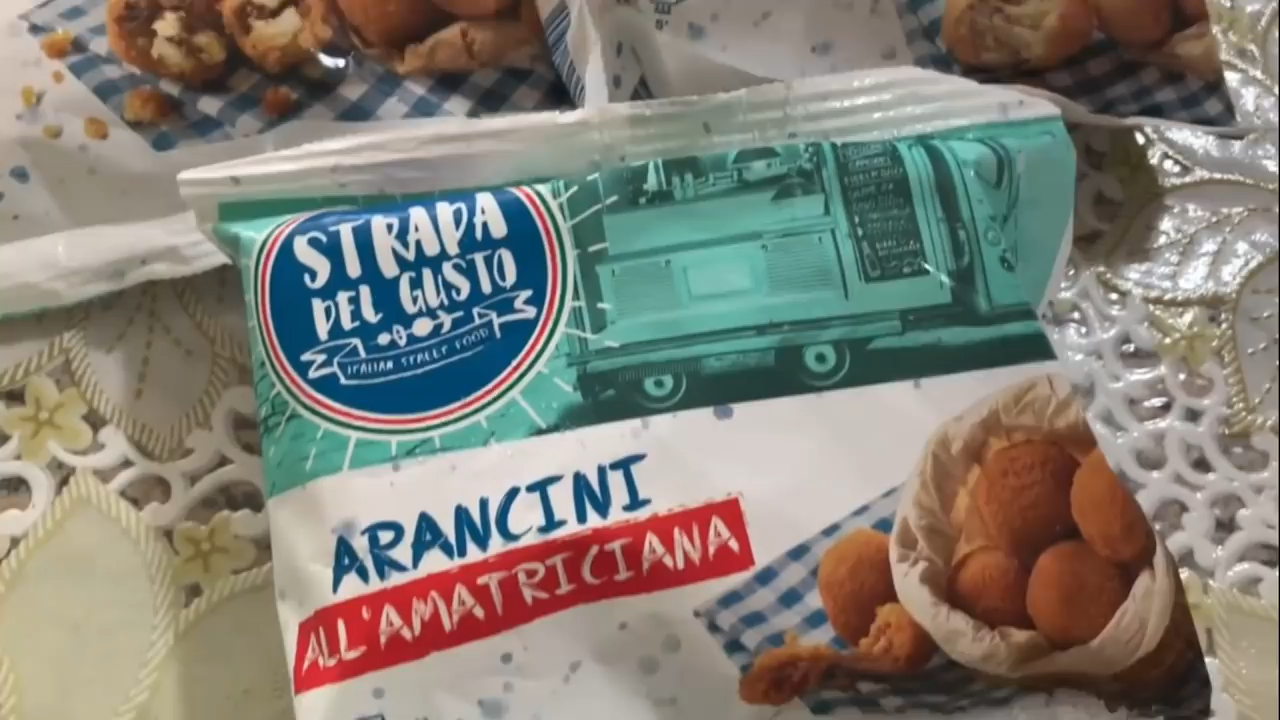 STRADA
DEL GUSTO
ITALIAN STREET FOOD
ARANCINI
ALL'AMATRICIANA